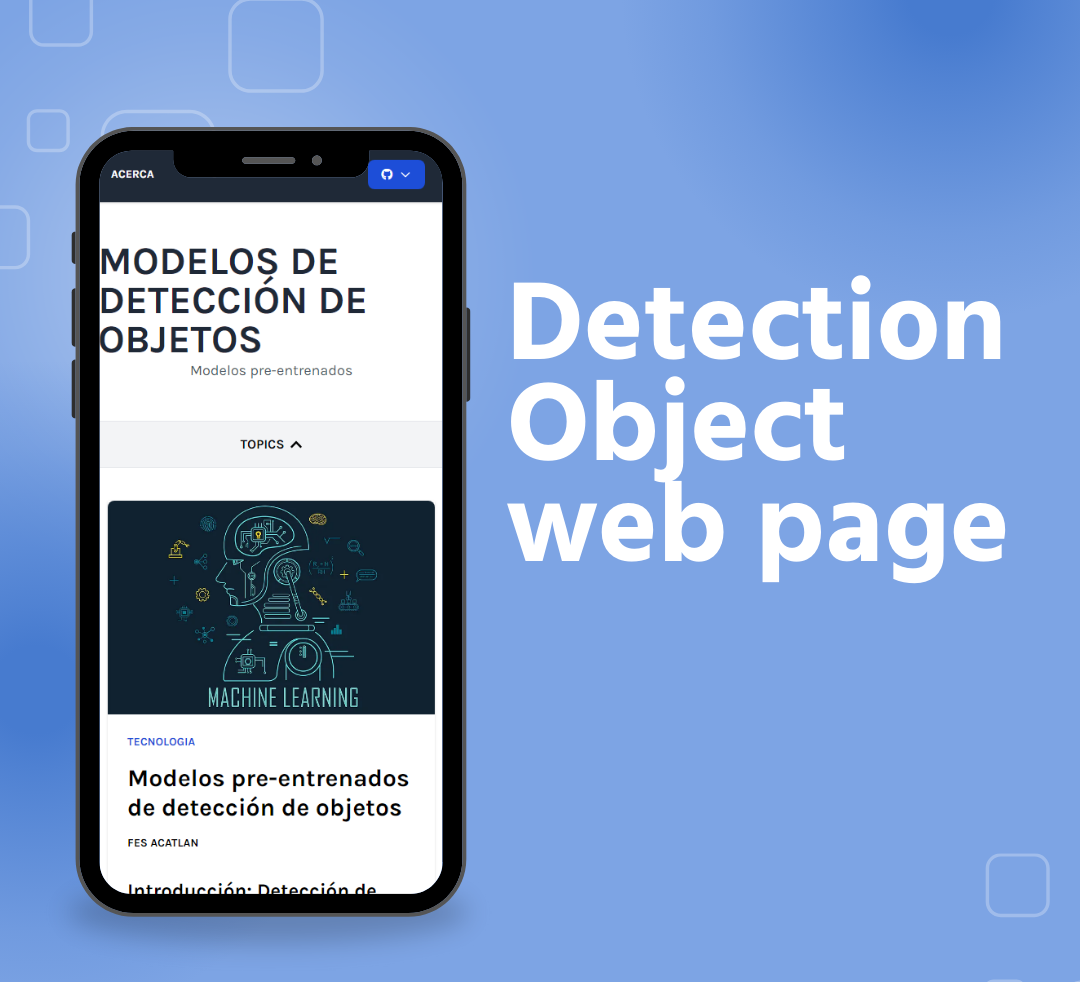 ACERCA
MODELOS DE
DETECCIÓN DE
OBJETOS
Modelos pre-entrenados
TOPICS
MACHINE LEARNING
TECNOLOGIA
Modelos pre-entrenados
de detección de objetos
FES ACATLAN
Introducción: Detección de
Detection
Object
web page